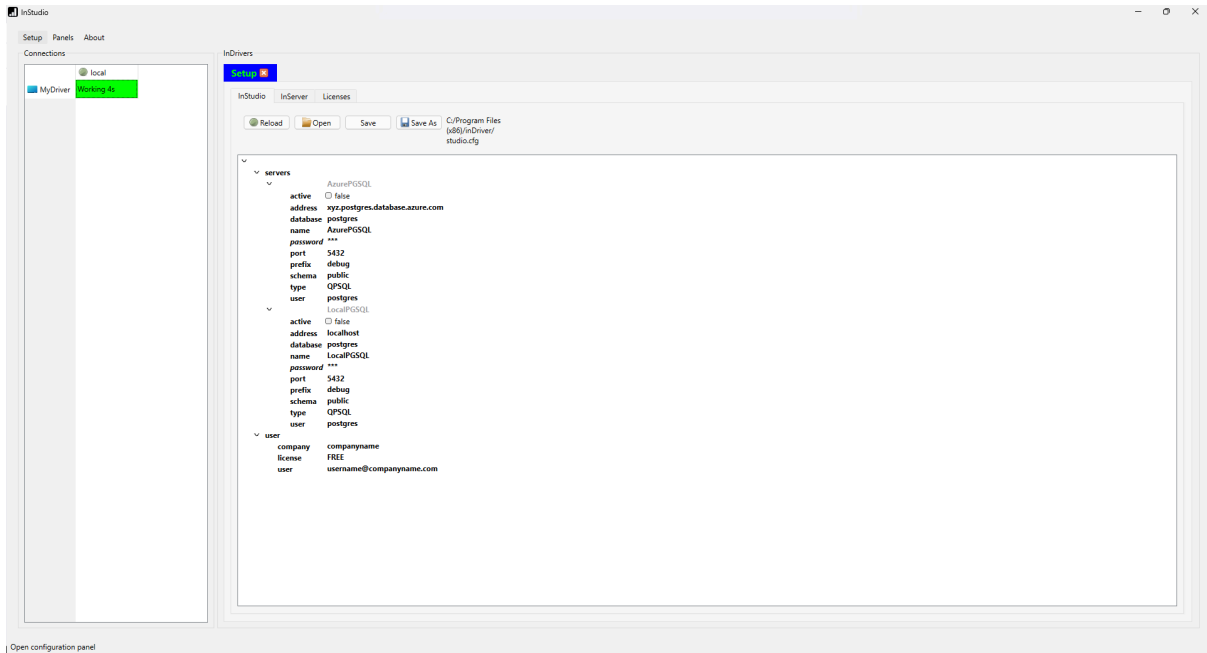 InStudio
Setup Panels About
Connections
local
MyDriver Working 4s
InDrivers
Setup
InStudio InServer Licenses
Reload Open Save Save As
C:/Program Files
(x86)/inDriver/
studio.cfg
servers
AzurePGSQL
active false
address xyz.postgres.database.azure.com
database postgres
name AzurePGSQL
password ***
port 5432
prefix debug
schema public
type QPSQL
user postgres
LocalPGSQL
active false
address localhost
database postgres
name LocalPGSQL
password ***
port 5432
prefix debug
schema public
type QPSQL
user postgres
user
company companyname
license FREE
user username@companyname.com
Open configuration panel